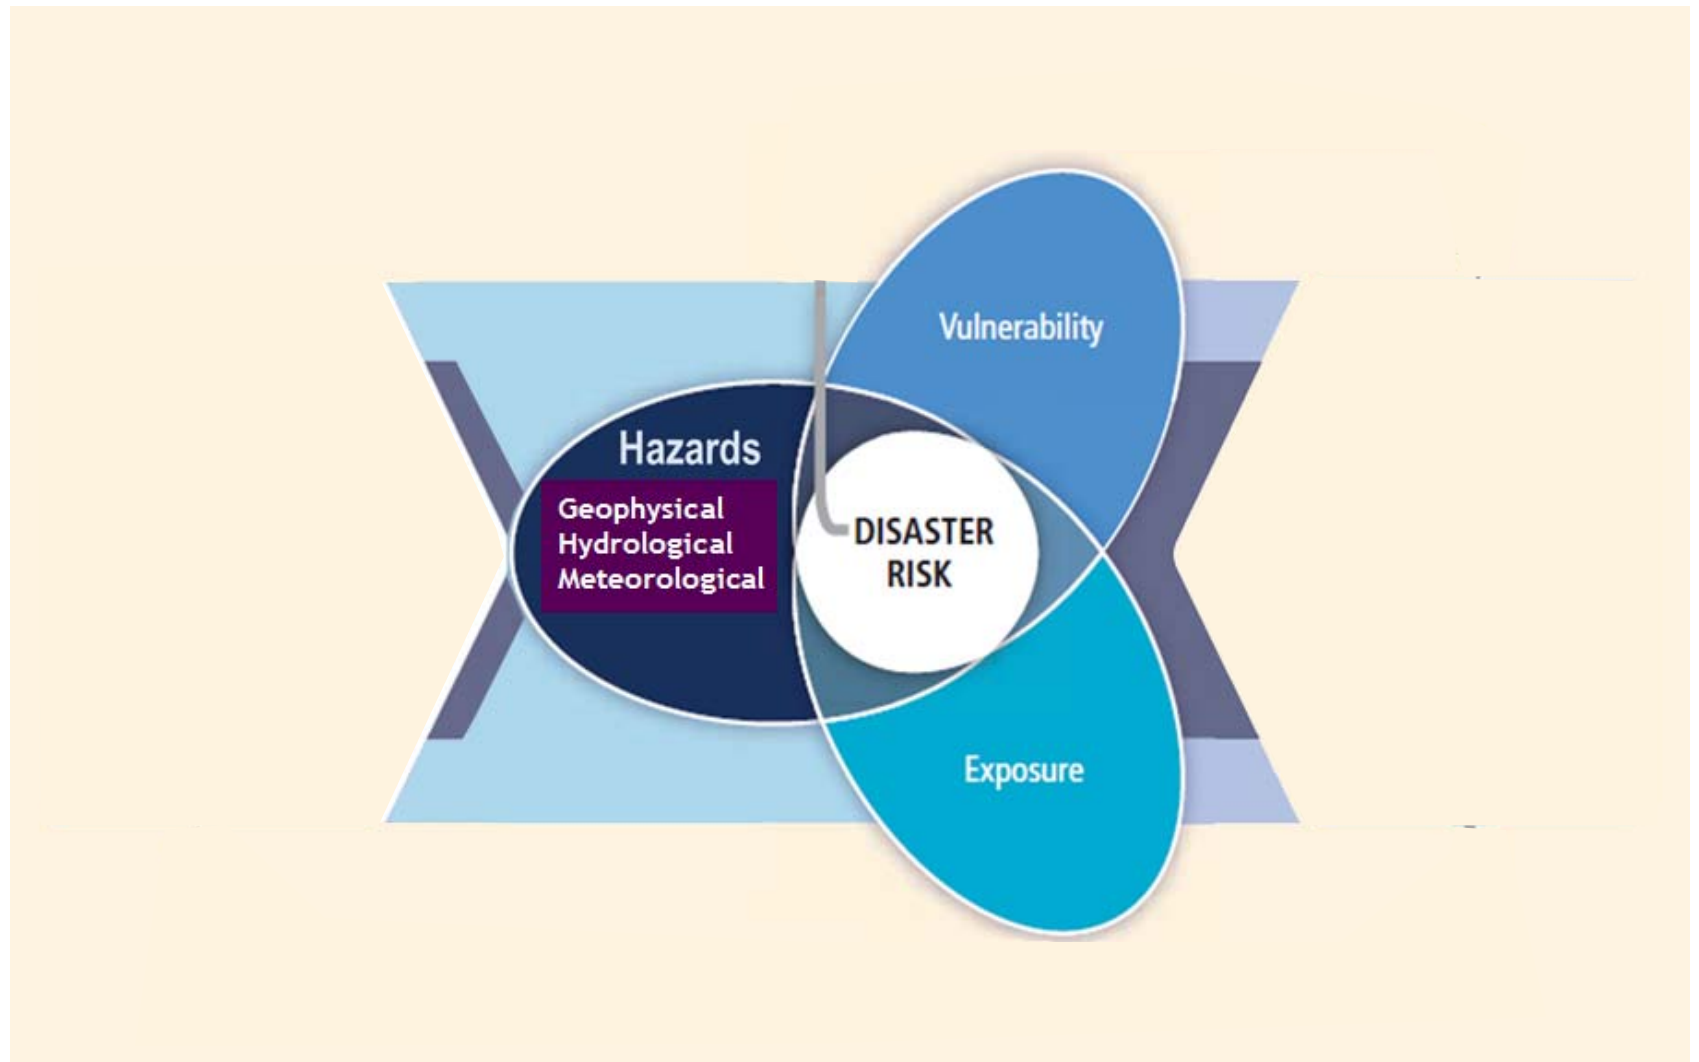 Vulnerability
Hazards
Geophysical
Hydrological
Meteorological
DISASTER
RISK
Exposure